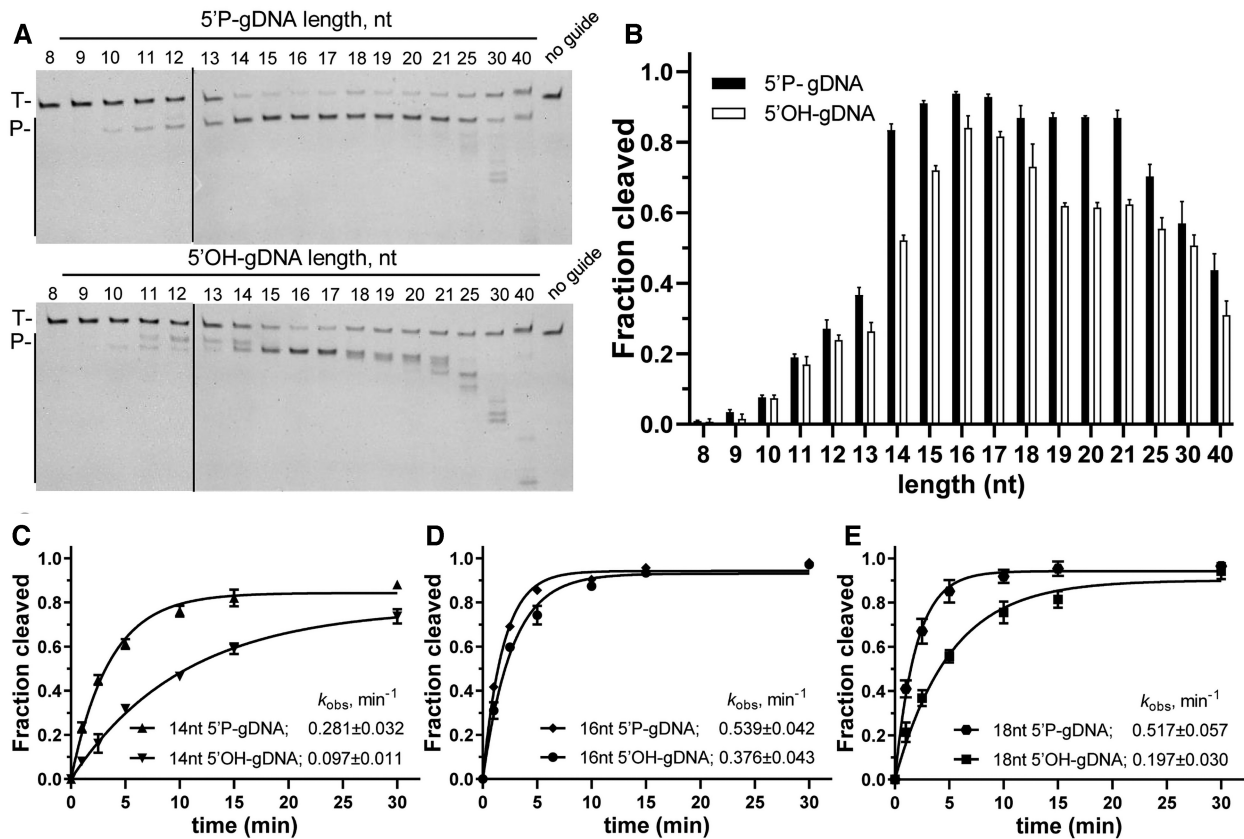 A
5'P-gDNA length, nt
8 9 10 11 12 13 14 15 16 17 18 19 20 21 25 30 40 no guide
T-
P-
5'OH-gDNA length, nt
8 9 10 11 12 13 14 15 16 17 18 19 20 21 25 30 40 no guide
T-
P-
B
Fraction cleaved
1.0
0.8
0.6
0.4
0.2
0.0
5'P- gDNA
5'OH-gDNA
8 9 10 11 12 13 14 15 16 17 18 19 20 21 25 30 40
length (nt)
C
Fraction cleaved
1.0
0.8
0.6
0.4
0.2
0.0
kobs, min-1
14nt 5'P-gDNA; 0.281±0.032
14nt 5'OH-gDNA; 0.097±0.011
0 5 10 15 20 25 30
time (min)
D
Fraction cleaved
1.0
0.8
0.6
0.4
0.2
0.0
kobs, min-1
16nt 5'P-gDNA; 0.539±0.042
16nt 5'OH-gDNA; 0.376±0.043
0 5 10 15 20 25 30
time (min)
E
Fraction cleaved
1.0
0.8
0.6
0.4
0.2
0.0
kobs, min-1
18nt 5'P-gDNA; 0.517±0.057
18nt 5'OH-gDNA; 0.197±0.030
0 5 10 15 20 25 30
time (min)